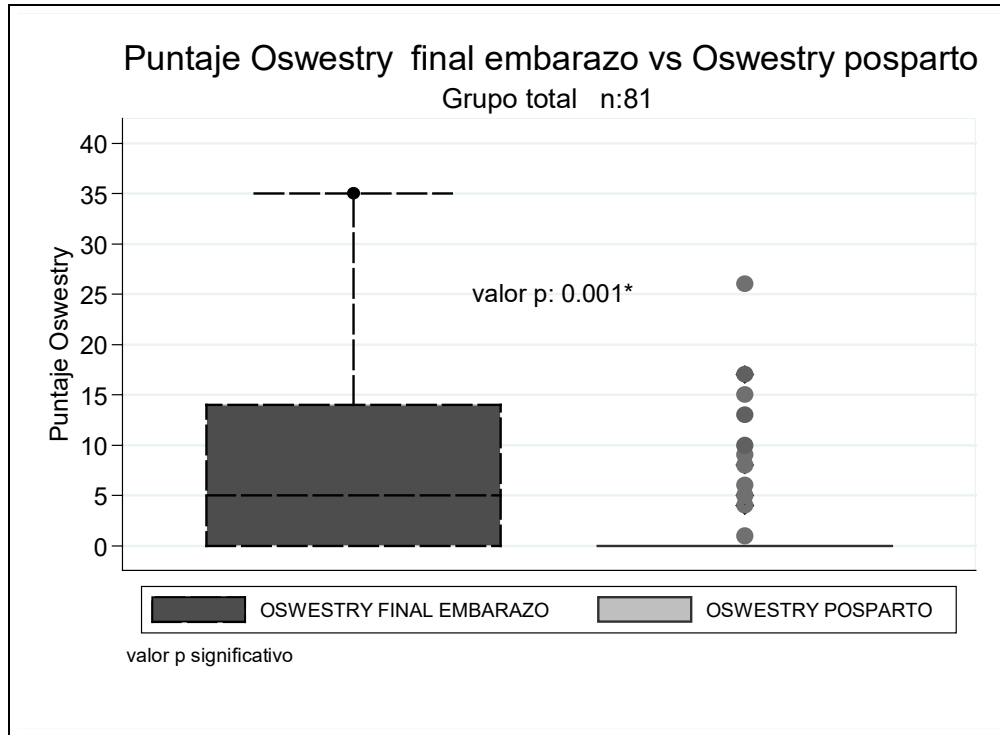 Puntaje Oswestry  final embarazo vs Oswestry posparto
Grupo total   n:81
40
35
30
25
20
15
10
5
0
Puntaje Oswestry
valor p: 0.001*
OSWESTRY FINAL EMBARAZO
OSWESTRY POSPARTO
valor p significativo